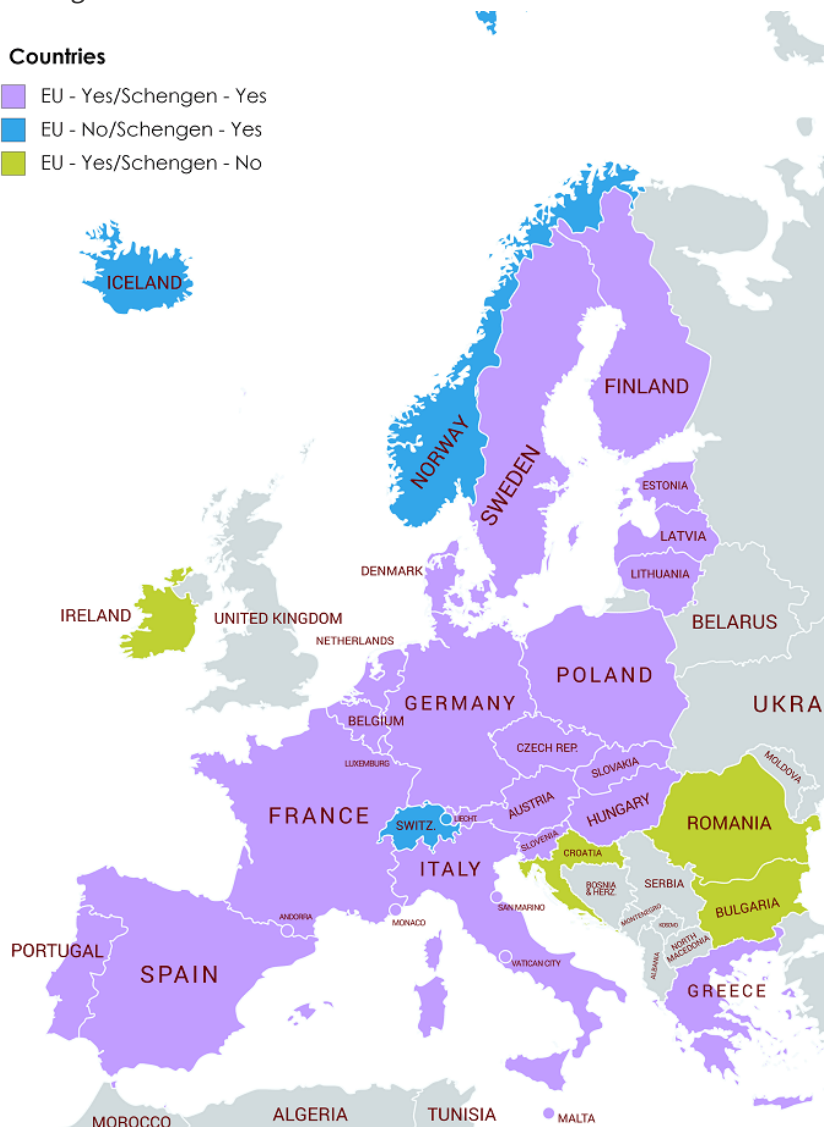 Countries
EU - Yes/Schengen - Yes
EU - No/Schengen - Yes
EU - Yes/Schengen - No
ICELAND
FINLAND
NORWAY
SWEDEN
ESTONIA
LATVIA
DENMARK
LITHUANIA
IRELAND
UNITED KINGDOM
BELARUS
NETHERLANDS
POLAND
GERMANY
UKRA
BELGIUM
CZECH REP.
LUXEMBURG
SLOVAKIA
MOLDOVA
AUSTRIA
HUNGARY
FRANCE
SWITZ.
LIECHT
ROMANIA
SLOVENIA
CROATIA
ITALY
BOSNIA
& HERZ.
SERBIA
SAN MARINO
BULGARIA
ANDORRA
MONACO
MONTENEGRO
KOSOVO
PORTUGAL
NORTH
MACEDONIA
SPAIN
VATICAN CITY
ALBANIA
GREECE
MOROCCO
ALGERIA
TUNISIA
MALTA